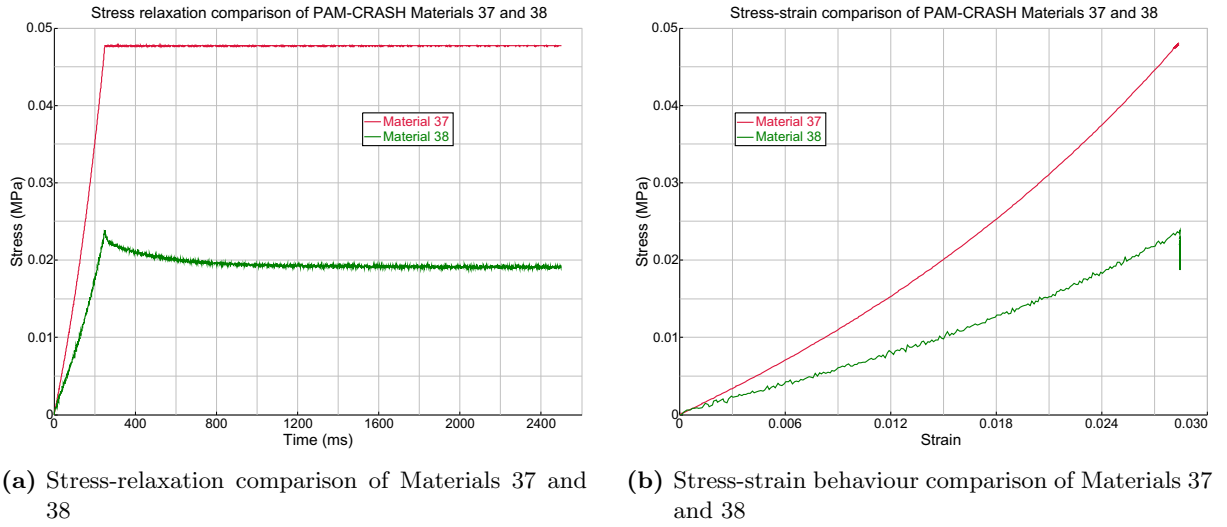 Stress relaxation comparison of PAM-CRASH Materials 37 and 38
0.05
0.04
0.03
0.02
0.01
0
Stress (MPa)
Material 37
Material 38
0 400 800 1200 1600 2000 2400
Time (ms)
(a) Stress-relaxation comparison of Materials 37 and
38
Stress-strain comparison of PAM-CRASH Materials 37 and 38
0.05
0.04
0.03
0.02
0.01
0
Stress (MPa)
Material 37
Material 38
0 0.006 0.012 0.018 0.024 0.030
Strain
(b) Stress-strain behaviour comparison of Materials 37
and 38